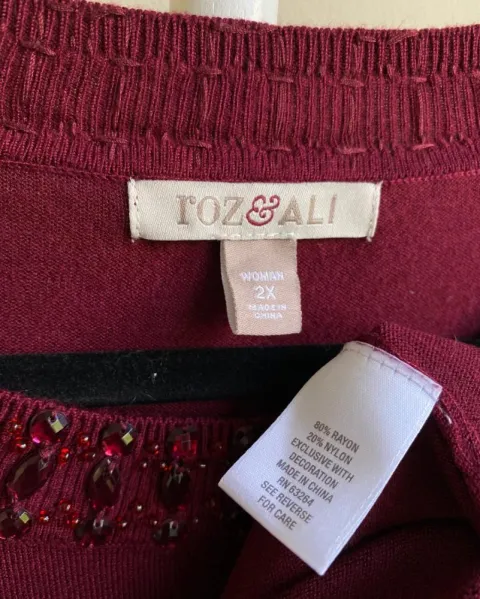 roz&ALI
WOMAN
2X
MADE IN
CHINA
80% RAYON
20% NYLON
EXCLUSIVE WITH
DECORATION
MADE IN CHINA
RN 63264
SEE REVERSE
FOR CARE